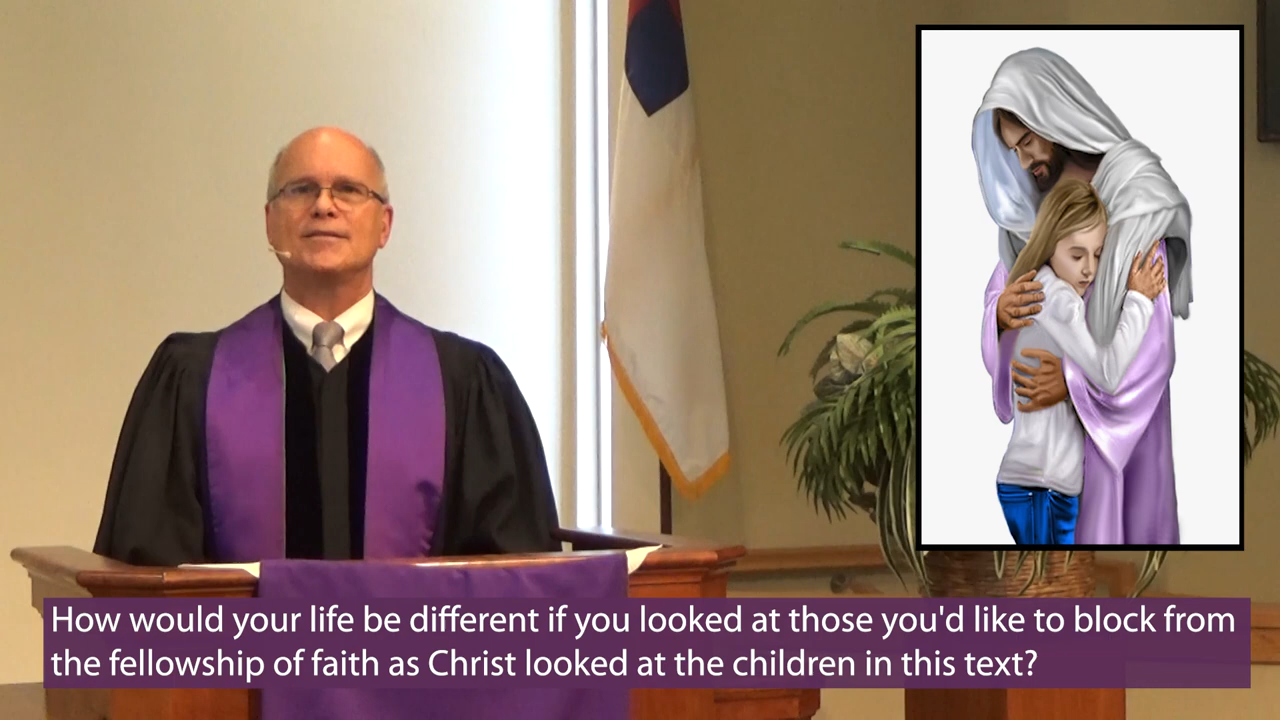 How would your life be different if you looked at those you'd like to block from
the fellowship of faith as Christ looked at the children in this text?